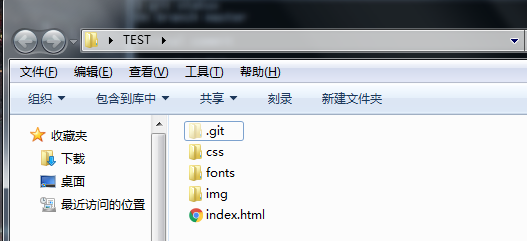 TEST
文件(F) 编辑(E) 查看(V) 工具(T) 帮助(H)
组织 包含到库中 共享 刻录 新建文件夹
收藏夹
下载
桌面
最近访问的位置
.git
css
fonts
img
index.html